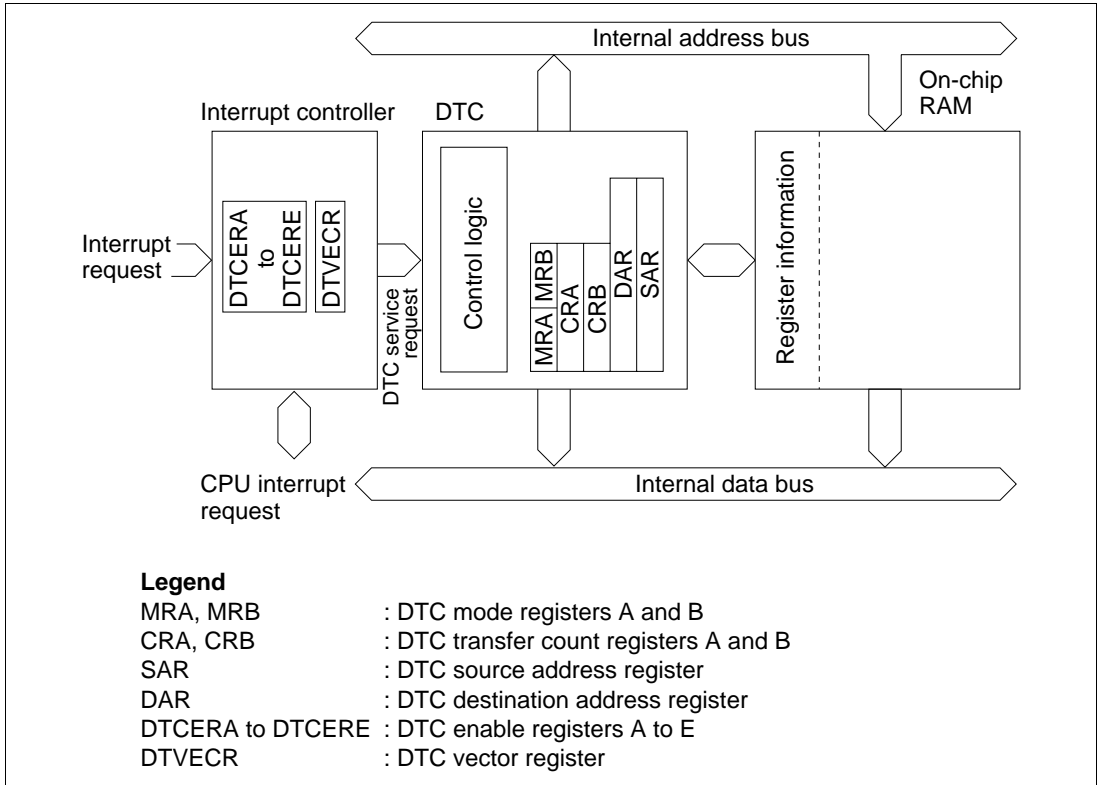 Internal address bus
On-chip
RAM
Interrupt controller
DTC
Interrupt
request
DTCERA
to
DTCERE
DTVECR
DTC service
request
Control logic
MRA MRB
CRA
CRB
DAR
SAR
Register information
CPU interrupt
request
Internal data bus
Legend
MRA, MRB : DTC mode registers A and B
CRA, CRB : DTC transfer count registers A and B
SAR : DTC source address register
DAR : DTC destination address register
DTCERA to DTCERE : DTC enable registers A to E
DTVECR : DTC vector register